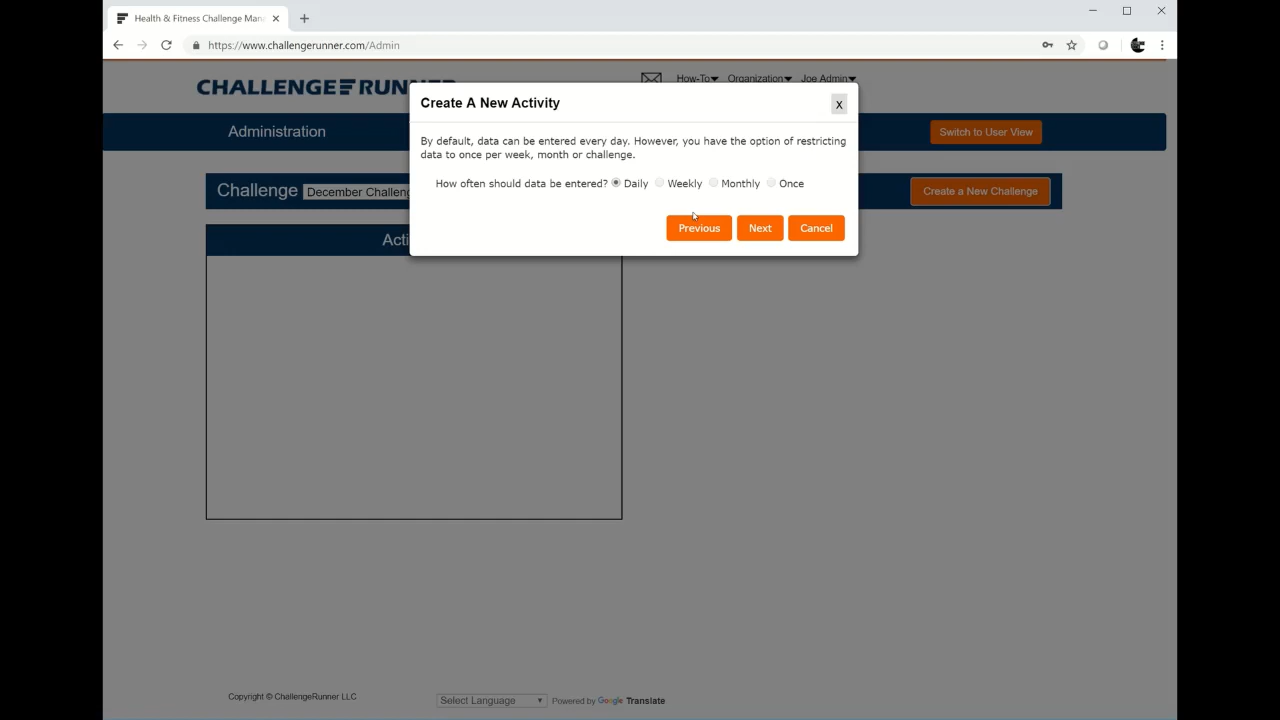 Health & Fitness Challenge Man
https://www.challengerunner.com/Admin
CHALLENGE RUN
How-To Organization Joe Admin
Create A New Activity
x
Administration
Switch to User View
By default, data can be entered every day. However, you have the option of restricting
data to once per week, month or challenge.
How often should data be entered? Daily Weekly Monthly Once
Challenge December Challeng
Create a New Challenge
Previous Next Cancel
Acti
Copyright © ChallengeRunner LLC
Select Language
Powered by Google Translate